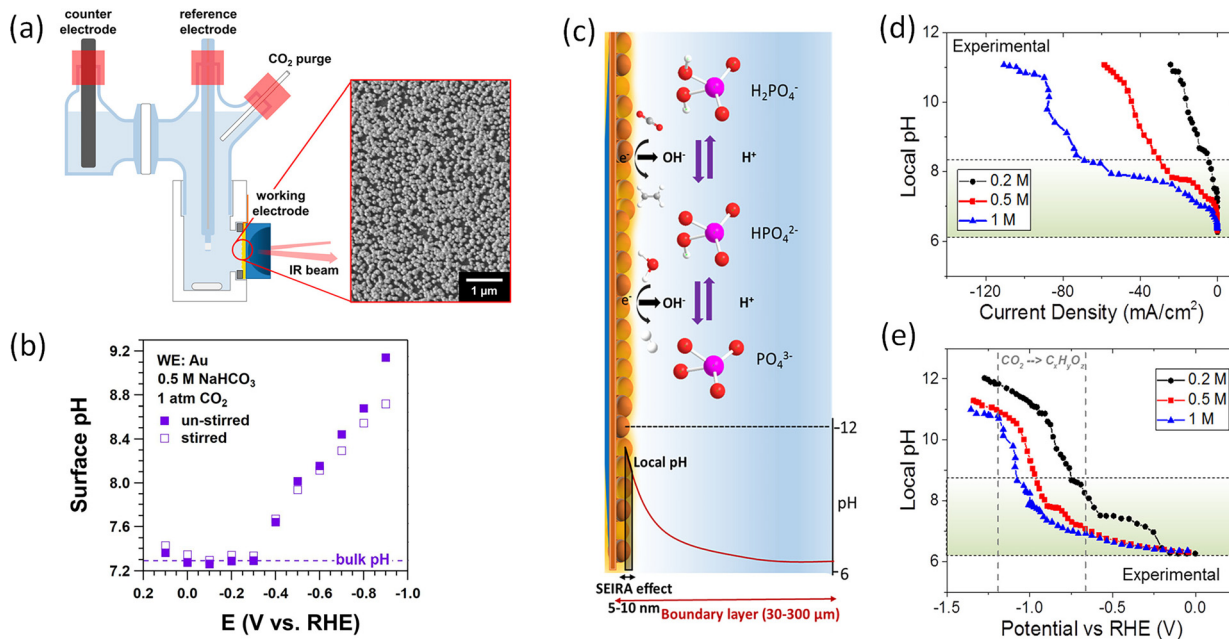 (a)
counter
electrode
reference
electrode
CO₂ purge
working
electrode
IR beam
1 μm
(b)
WE: Au
0.5 M NaHCO₃
1 atm CO₂
un-stirred
stirred
bulk pH
Surface pH
9.2
8.8
8.4
8.0
7.6
7.2
0.2 0.0 -0.2 -0.4 -0.6 -0.8 -1.0
E (V vs. RHE)
(c)
H₂PO₄⁻
e⁻ OH⁻ H⁺
HPO₄²⁻
e⁻ OH⁻ H⁺
PO₄³⁻
12
Local pH
pH
6
SEIRA effect
5-10 nm
Boundary layer (30-300 μm)
(d)
Experimental
Local pH
12
10
8
6
0.2 M
0.5 M
1 M
-120 -80 -40 0
Current Density (mA/cm²)
(e)
CO₂ --> CₓHᵧO_z
Local pH
12
10
8
6
0.2 M
0.5 M
1 M
Experimental
-1.5 -1.0 -0.5 0.0
Potential vs RHE (V)